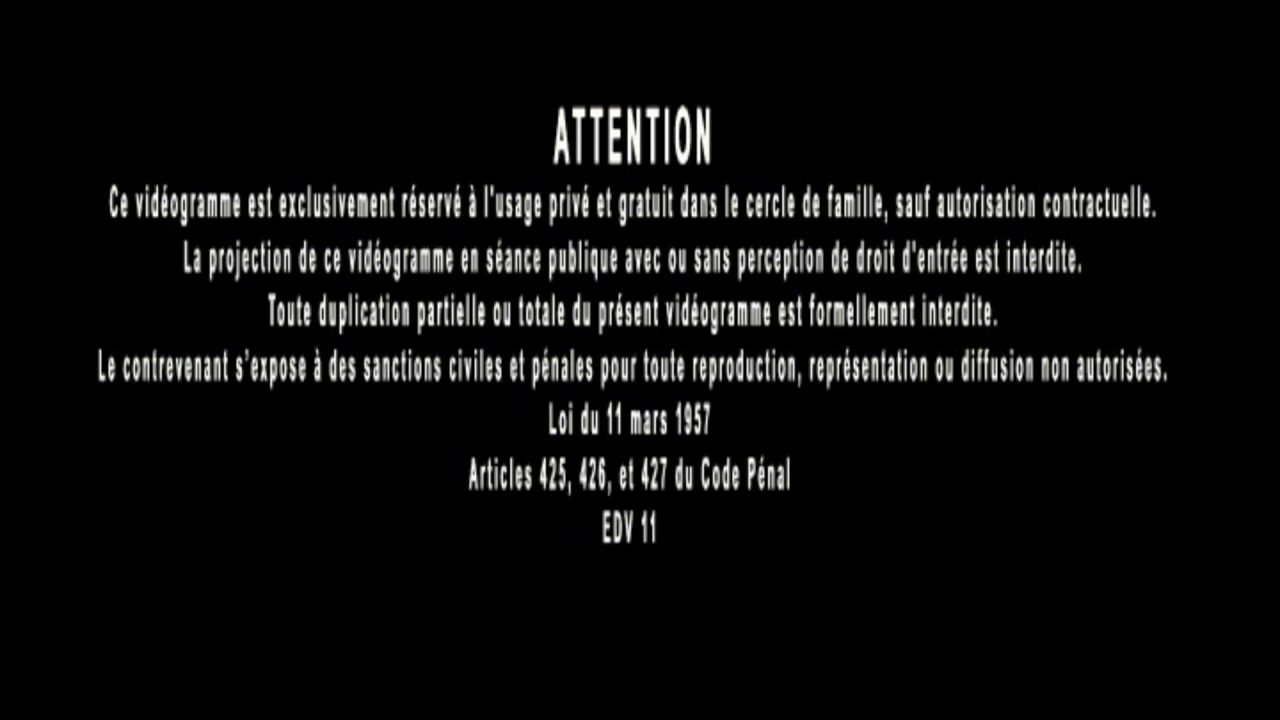 ATTENTION
Ce vidéogramme est exclusivement réservé à l'usage privé et gratuit dans le cercle de famille, sauf autorisation contractuelle.
La projection de ce vidéogramme en séance publique avec ou sans perception de droit d'entrée est interdite.
Toute duplication partielle ou totale du présent vidéogramme est formellement interdite.
Le contrevenant s'expose à des sanctions civiles et pénales pour toute reproduction, représentation ou diffusion non autorisées.
Loi du 11 mars 1957
Articles 425, 426, et 427 du Code Pénal
EDV 11